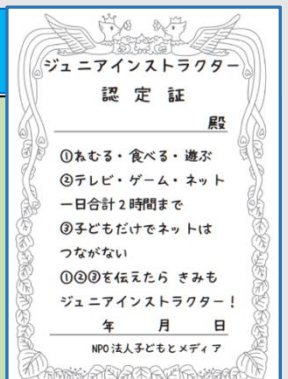 ジュニアインストラクター
認定証
殿
①ねむる・食べる・遊ぶ
②テレビ・ゲーム・ネット
一日合計2時間まで
③子どもだけでネットは
つながない
①②③を伝えたら きみも
ジュニアインストラクター!
年 月 日
NPO法人子どもとメディア